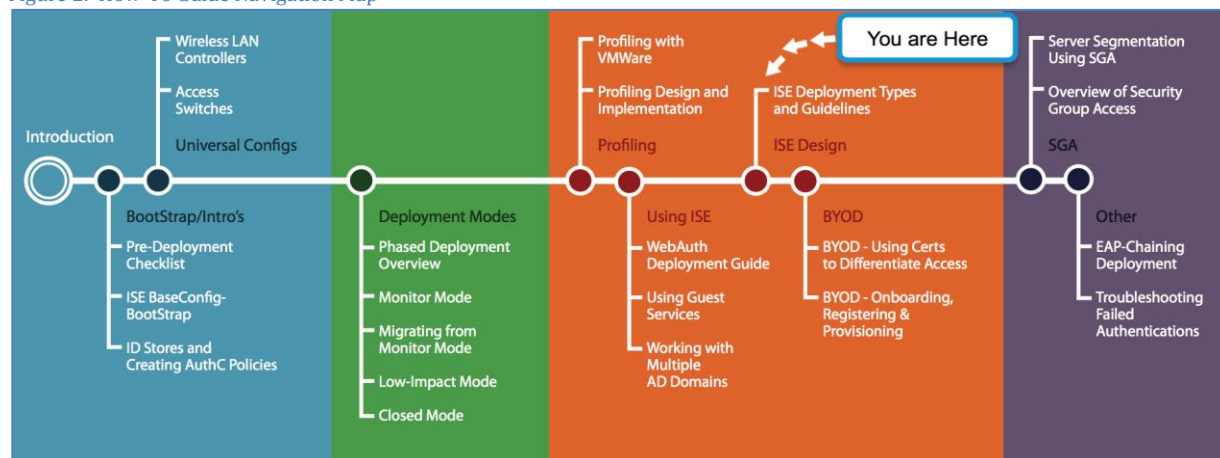 Figure 2: How-To Guide Navigation Map
Wireless LAN
Controllers
Access
Switches
Introduction
Universal Configs
BootStrap/Intro's
Pre-Deployment
Checklist
ISE BaseConfig-
BootStrap
ID Stores and
Creating AuthC Policies
Deployment Modes
Phased Deployment
Overview
Monitor Mode
Migrating from
Monitor Mode
Low-Impact Mode
Closed Mode
Profiling with
VMWare
Profiling Design and
Implementation
Profiling
Using ISE
WebAuth
Deployment Guide
Using Guest
Services
Working with
Multiple
AD Domains
You are Here
ISE Deployment Types
and Guidelines
ISE Design
BYOD
BYOD - Using Certs
to Differentiate Access
BYOD - Onboarding,
Registering &
Provisioning
Server Segmentation
Using SGA
Overview of Security
Group Access
SGA
Other
EAP-Chaining
Deployment
Troubleshooting
Failed
Authentications